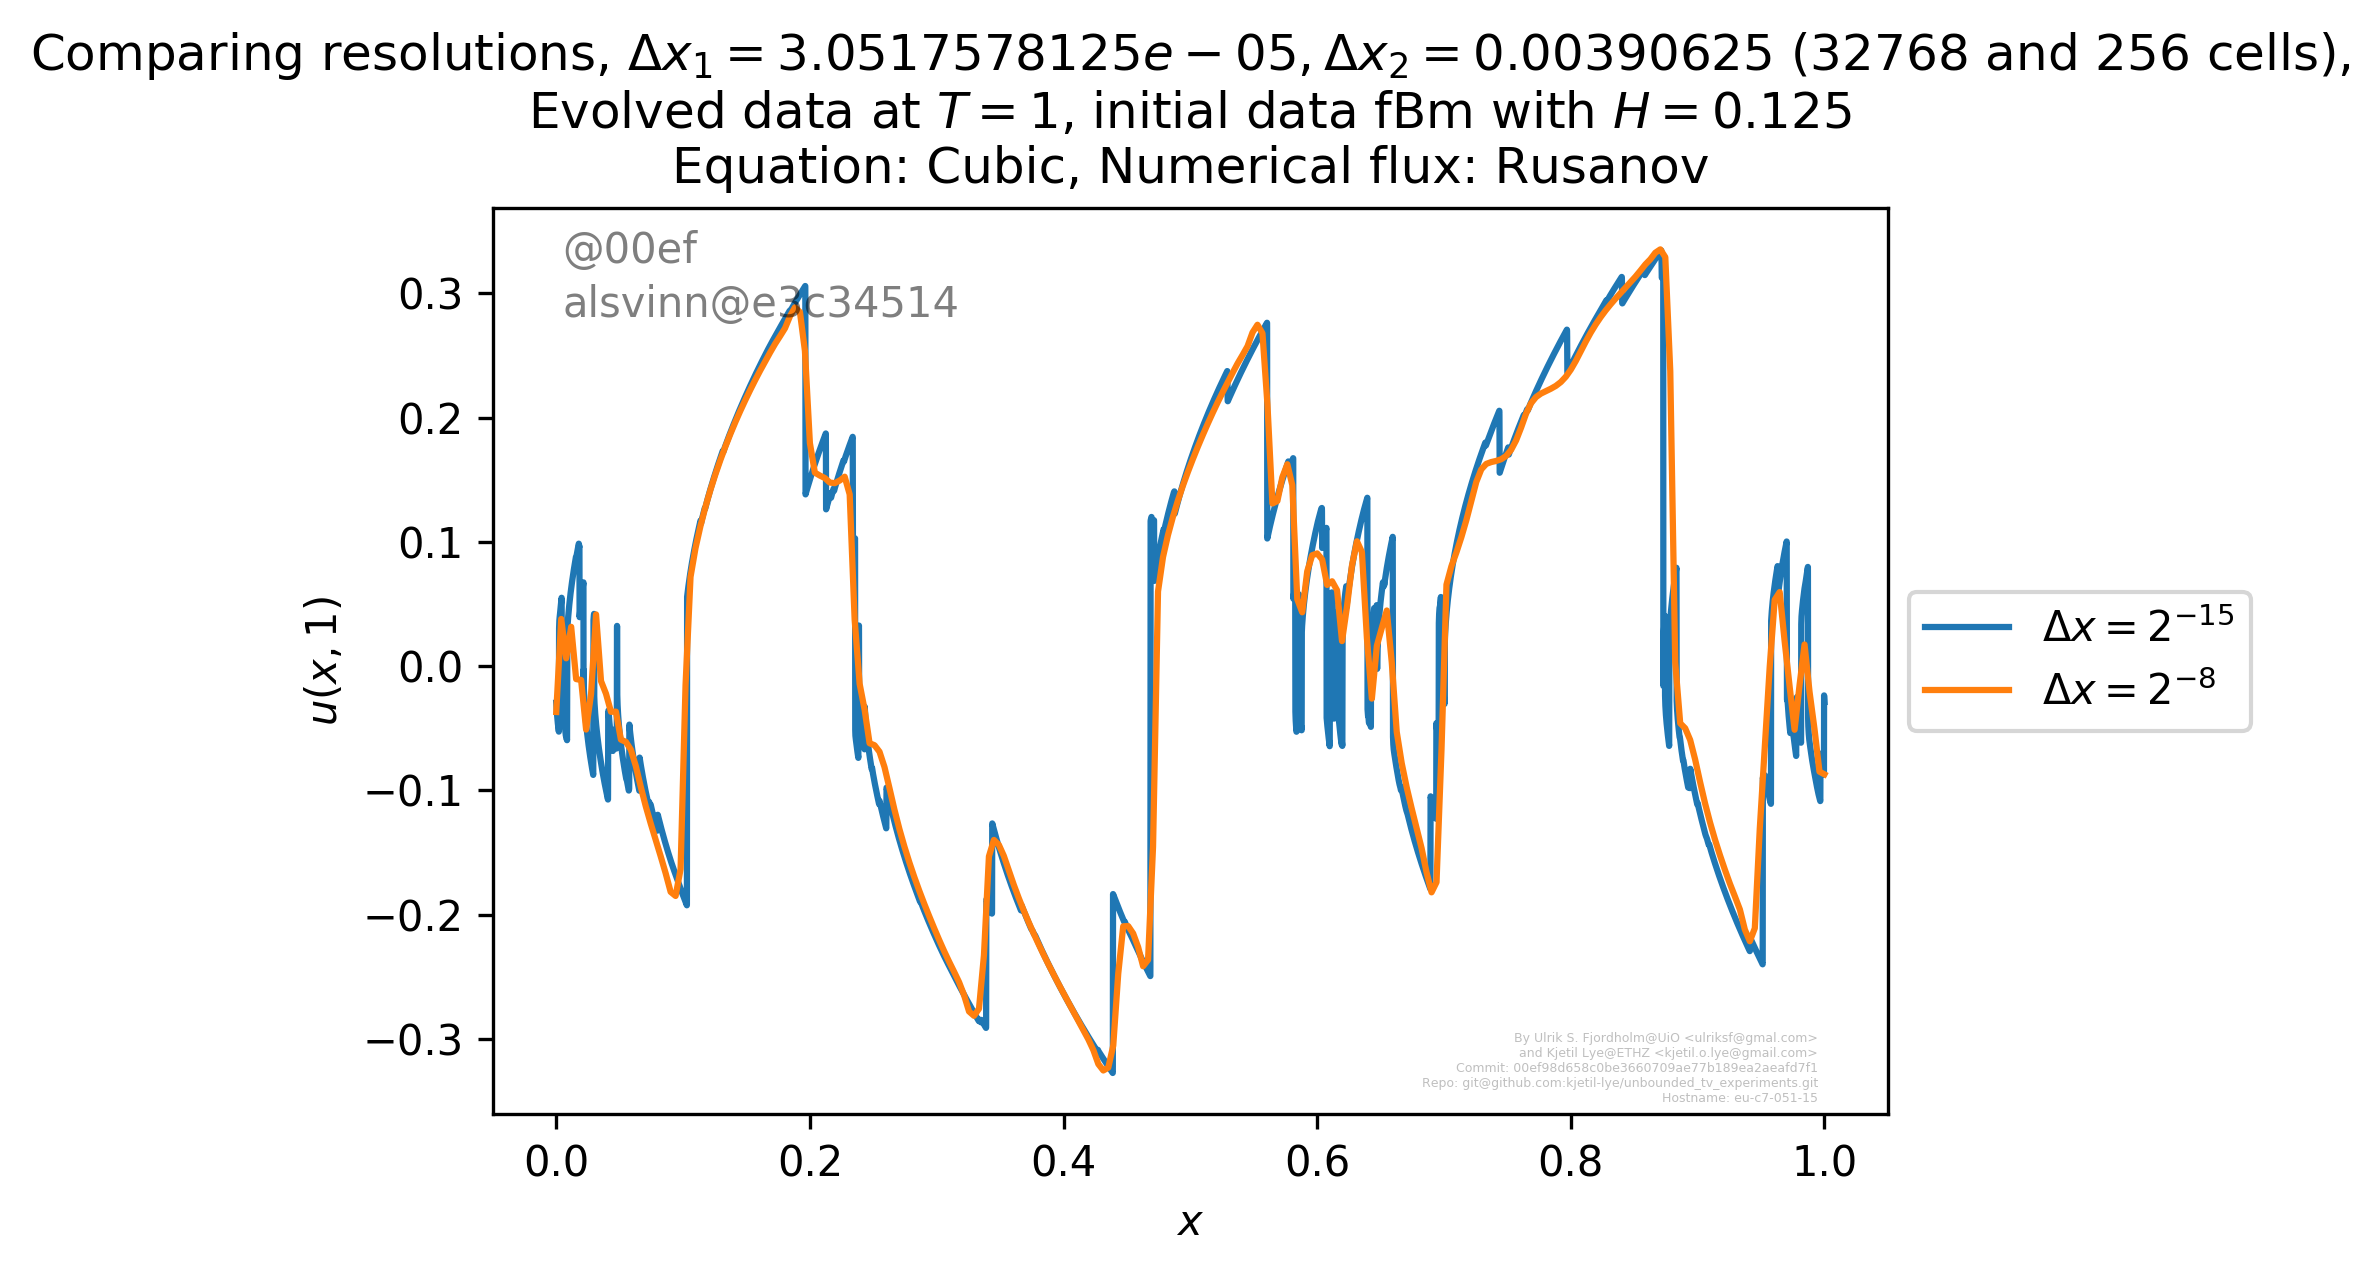 Comparing resolutions, Δx₁ = 3.0517578125e − 05, Δx₂ = 0.00390625 (32768 and 256 cells),
Evolved data at T = 1, initial data fBm with H = 0.125
Equation: Cubic, Numerical flux: Rusanov
@00ef
alsvinn@e3c34514
0.3
0.2
0.1
0.0
−0.1
−0.2
−0.3
u(x, 1)
Δx = 2⁻¹⁵
Δx = 2⁻⁸
By Ulrik S. Fjordholm@UiO <ulriksf@gmal.com>
and Kjetil Lye@ETHZ <kjetil.o.lye@gmail.com>
Commit: 00ef98d658c0be3660709ae77b189ea2aeafd7f1
Repo: git@github.com:kjetil-lye/unbounded_tv_experiments.git
Hostname: eu-c7-051-15
0.0 0.2 0.4 0.6 0.8 1.0
x